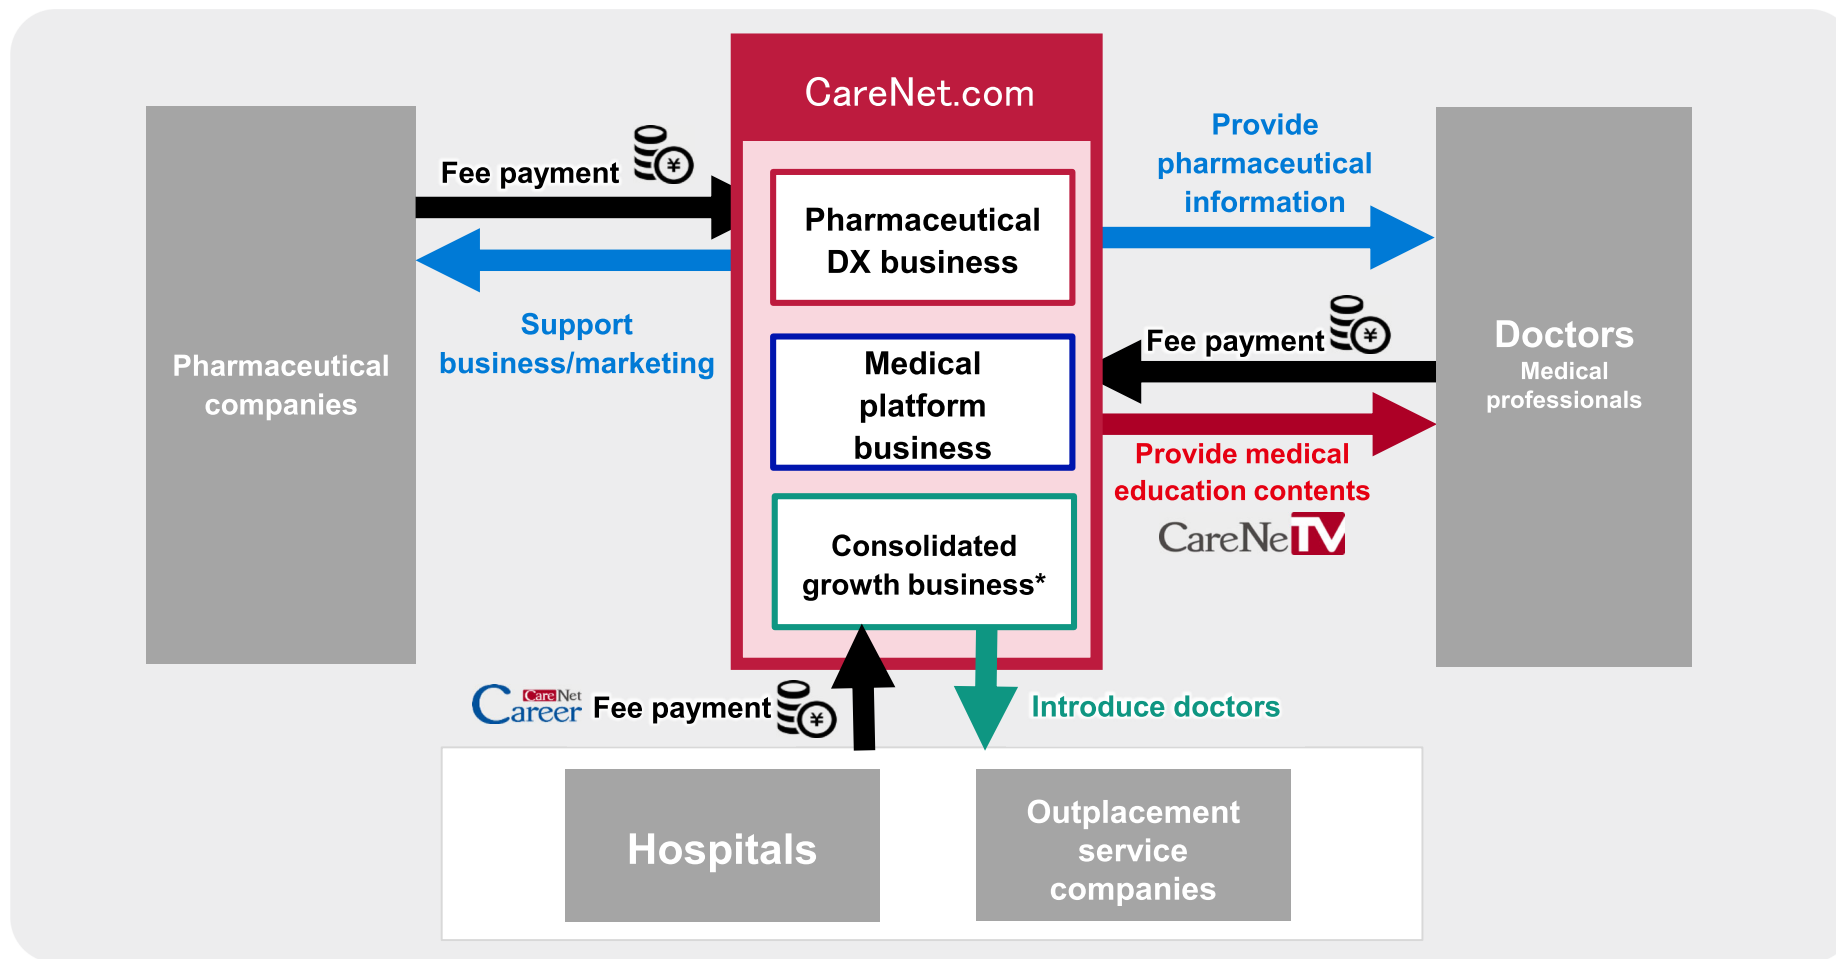 CareNet.com
Pharmaceutical
companies
Fee payment
¥
Support
business/marketing
Pharmaceutical
DX business
Medical
platform
business
Consolidated
growth business*
Provide
pharmaceutical
information
Fee payment
¥
Provide medical
education contents
CareNeTV
Doctors
Medical
professionals
CareNet
Career
Fee payment
¥
Introduce doctors
Hospitals
Outplacement
service
companies